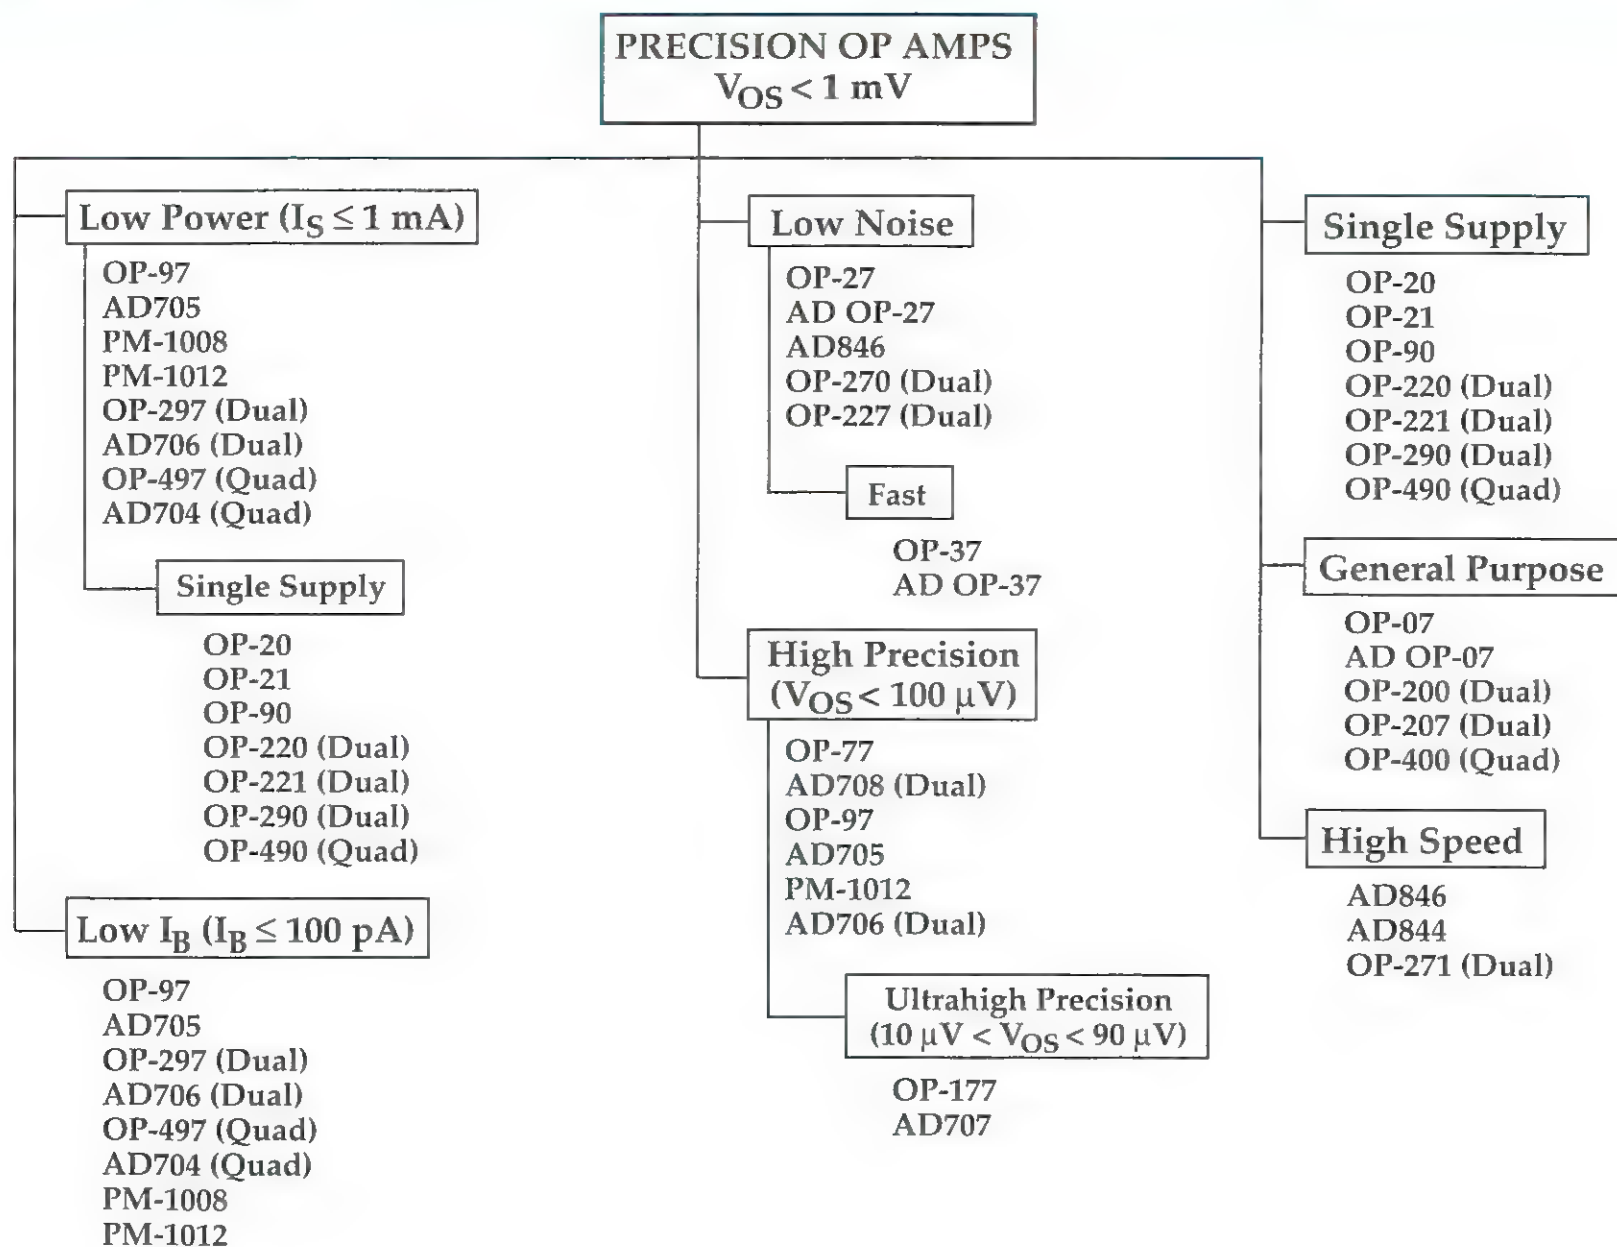 PRECISION OP AMPS
VOS < 1 mV
Low Power (IS ≤ 1 mA)
OP-97
AD705
PM-1008
PM-1012
OP-297 (Dual)
AD706 (Dual)
OP-497 (Quad)
AD704 (Quad)
Single Supply
OP-20
OP-21
OP-90
OP-220 (Dual)
OP-221 (Dual)
OP-290 (Dual)
OP-490 (Quad)
Low IB (IB ≤ 100 pA)
OP-97
AD705
OP-297 (Dual)
AD706 (Dual)
OP-497 (Quad)
AD704 (Quad)
PM-1008
PM-1012
Low Noise
OP-27
AD OP-27
AD846
OP-270 (Dual)
OP-227 (Dual)
Fast
OP-37
AD OP-37
High Precision
(VOS < 100 μV)
OP-77
AD708 (Dual)
OP-97
AD705
PM-1012
AD706 (Dual)
Ultrahigh Precision
(10 μV < VOS < 90 μV)
OP-177
AD707
Single Supply
OP-20
OP-21
OP-90
OP-220 (Dual)
OP-221 (Dual)
OP-290 (Dual)
OP-490 (Quad)
General Purpose
OP-07
AD OP-07
OP-200 (Dual)
OP-207 (Dual)
OP-400 (Quad)
High Speed
AD846
AD844
OP-271 (Dual)